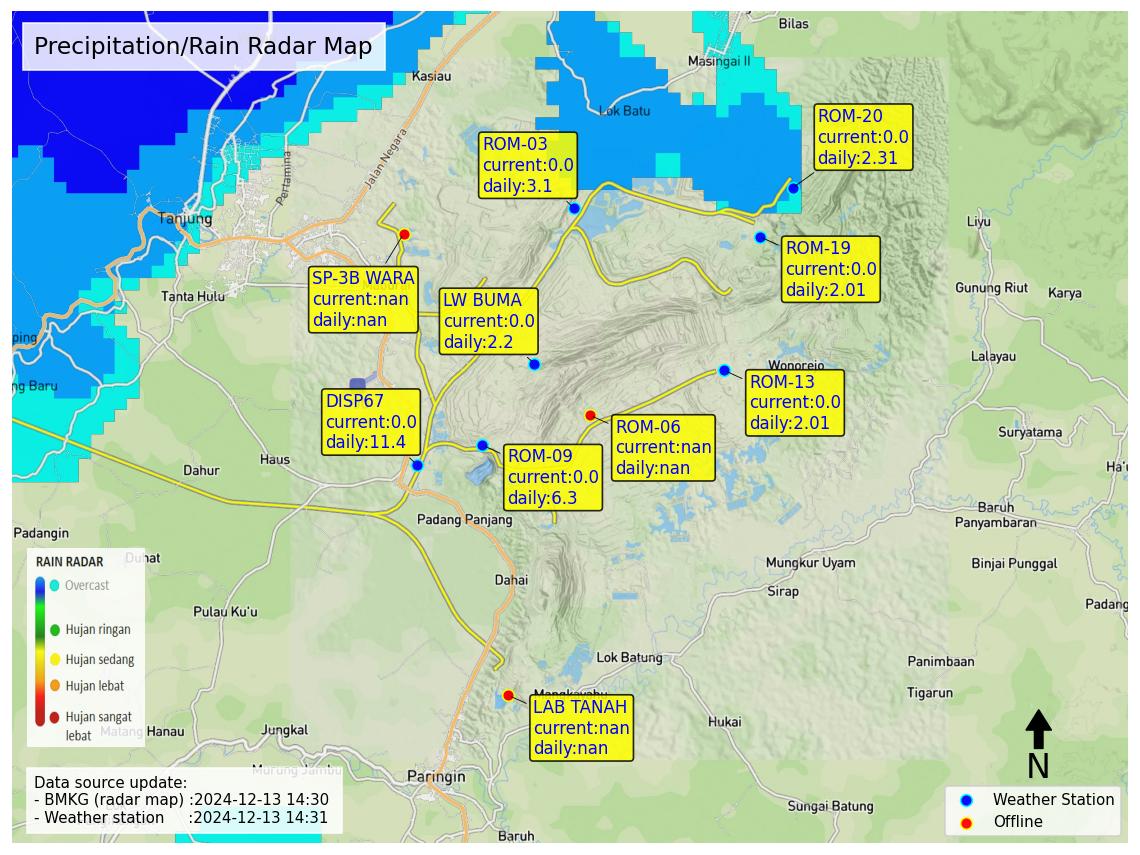 Precipitation/Rain Radar Map
Bilas
Masingai II
Kasiau
Lok Batu
Jalan Negara
Pertamina
Tanjung
Tanta Hulu
ROM-03
current:0.0
daily:3.1
ROM-20
current:0.0
daily:2.31
ROM-19
current:0.0
daily:2.01
SP-3B WARA
current:nan
daily:nan
LW BUMA
current:0.0
daily:2.2
Liyu
Gunung Riut
Karya
Lalayau
Wonorejo
ROM-13
current:0.0
daily:2.01
DISP67
current:0.0
daily:11.4
ROM-06
current:nan
daily:nan
ROM-09
current:0.0
daily:6.3
ping
ng Baru
Suryatama
Ha'u
Haus
Dahur
Padang Panjang
Baruh
Panyambaran
Padangin
Duhat
Dahai
Mungkur Uyam
Binjai Punggal
Sirap
Padang
Pulau Ku'u
RAIN RADAR
Overcast
Hujan ringan
Hujan sedang
Hujan lebat
Hujan sangat
lebat
Lok Batung
Panimbaan
Tigarun
Mangkayahu
LAB TANAH
current:nan
daily:nan
Matang Hanau
Jungkal
Hukai
Murung Jambu
Paringin
Sungai Batung
Baruh
Data source update:
- BMKG (radar map) :2024-12-13 14:30
- Weather station :2024-12-13 14:31
N
Weather Station
Offline